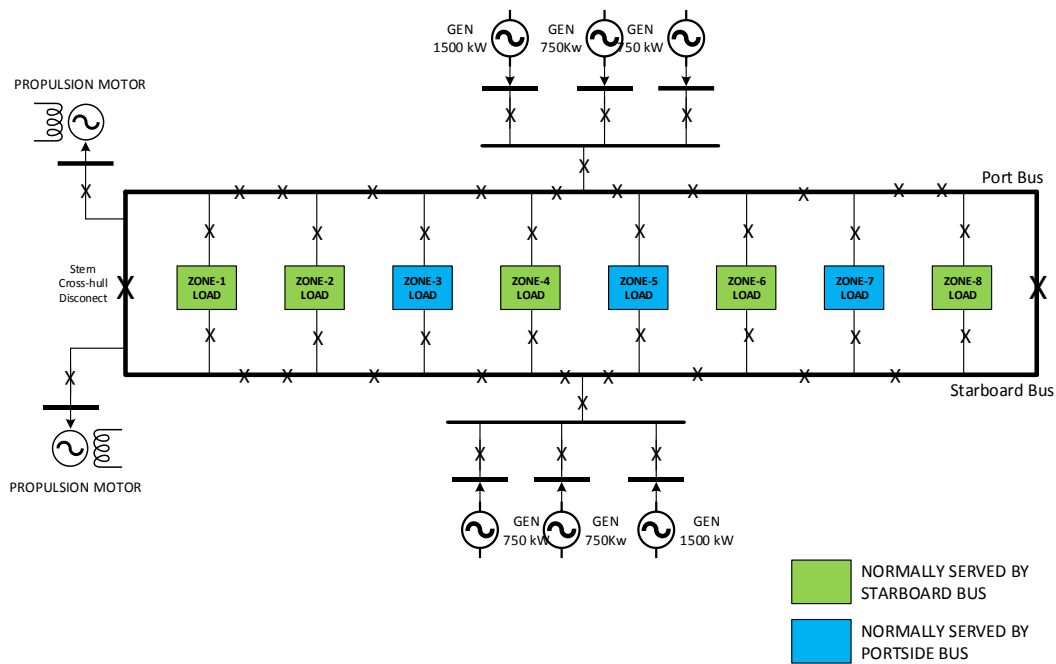 GEN
1500 kW
GEN
750Kw
GEN
750 kW
PROPULSION MOTOR
Port Bus
Stem
Cross-hull
Disconect
ZONE-1
LOAD
ZONE-2
LOAD
ZONE-3
LOAD
ZONE-4
LOAD
ZONE-5
LOAD
ZONE-6
LOAD
ZONE-7
LOAD
ZONE-8
LOAD
Starboard Bus
PROPULSION MOTOR
GEN
750 kW
GEN
750Kw
GEN
1500 kW
NORMALLY SERVED BY
STARBOARD BUS
NORMALLY SERVED BY
PORTSIDE BUS